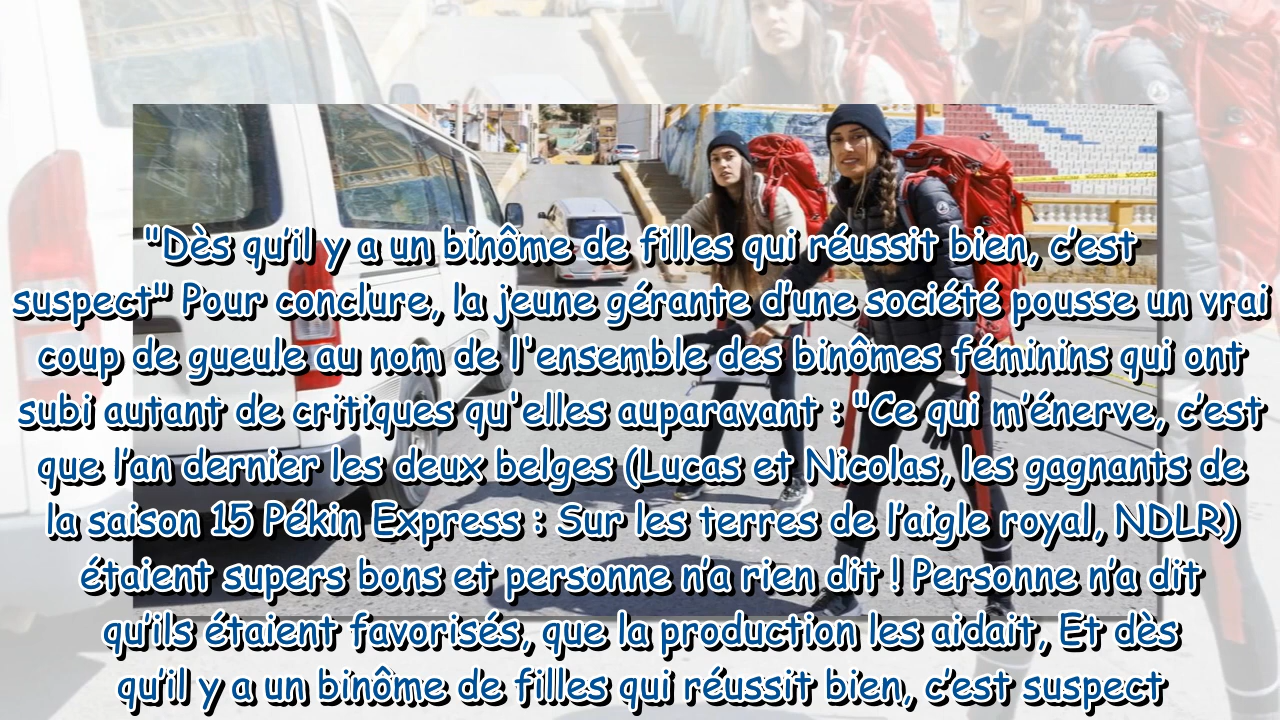 "Dès qu’il y a un binôme de filles qui réussit bien, c’est
suspect" Pour conclure, la jeune gérante d’une société pousse un vrai
coup de gueule au nom de l'ensemble des binômes féminins qui ont
subi autant de critiques qu'elles auparavant : "Ce qui m’énerve, c’est
que l’an dernier les deux belges (Lucas et Nicolas, les gagnants de
la saison 15 Pékin Express : Sur les terres de l’aigle royal, NDLR)
étaient supers bons et personne n’a rien dit ! Personne n’a dit
qu’ils étaient favorisés, que la production les aidait, Et dès
qu’il y a un binôme de filles qui réussit bien, c’est suspect